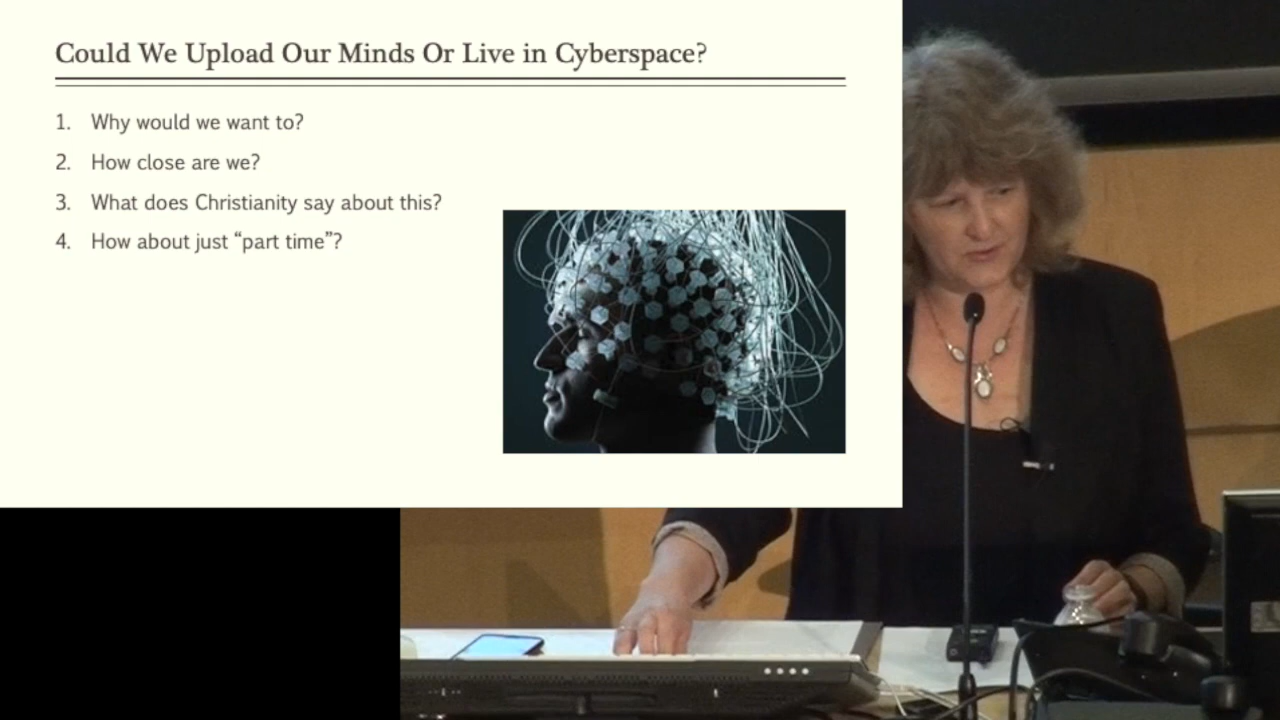 Could We Upload Our Minds Or Live in Cyberspace?
1. Why would we want to?
2. How close are we?
3. What does Christianity say about this?
4. How about just “part time”?